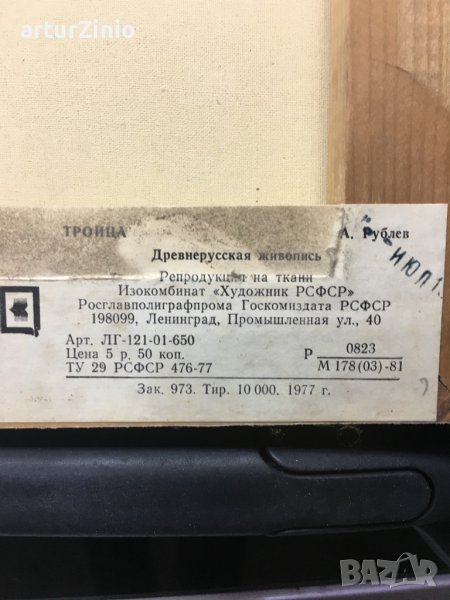 arturZinio
ТРОИЦА А. Рублев
Древнерусская живопись
Репродукция на ткани
Изокомбинат «Художник РСФСР»
Росглавполиграфпрома Госкомиздата РСФСР
198099, Ленинград, Промышленная ул., 40
Арт. ЛГ-121-01-650
Цена 5 р. 50 коп.
ТУ 29 РСФСР 476-77
Р 0823
М 178(03)-81
Зак. 973. Тир. 10 000. 1977 г.
ИЮЛ
BAZAR